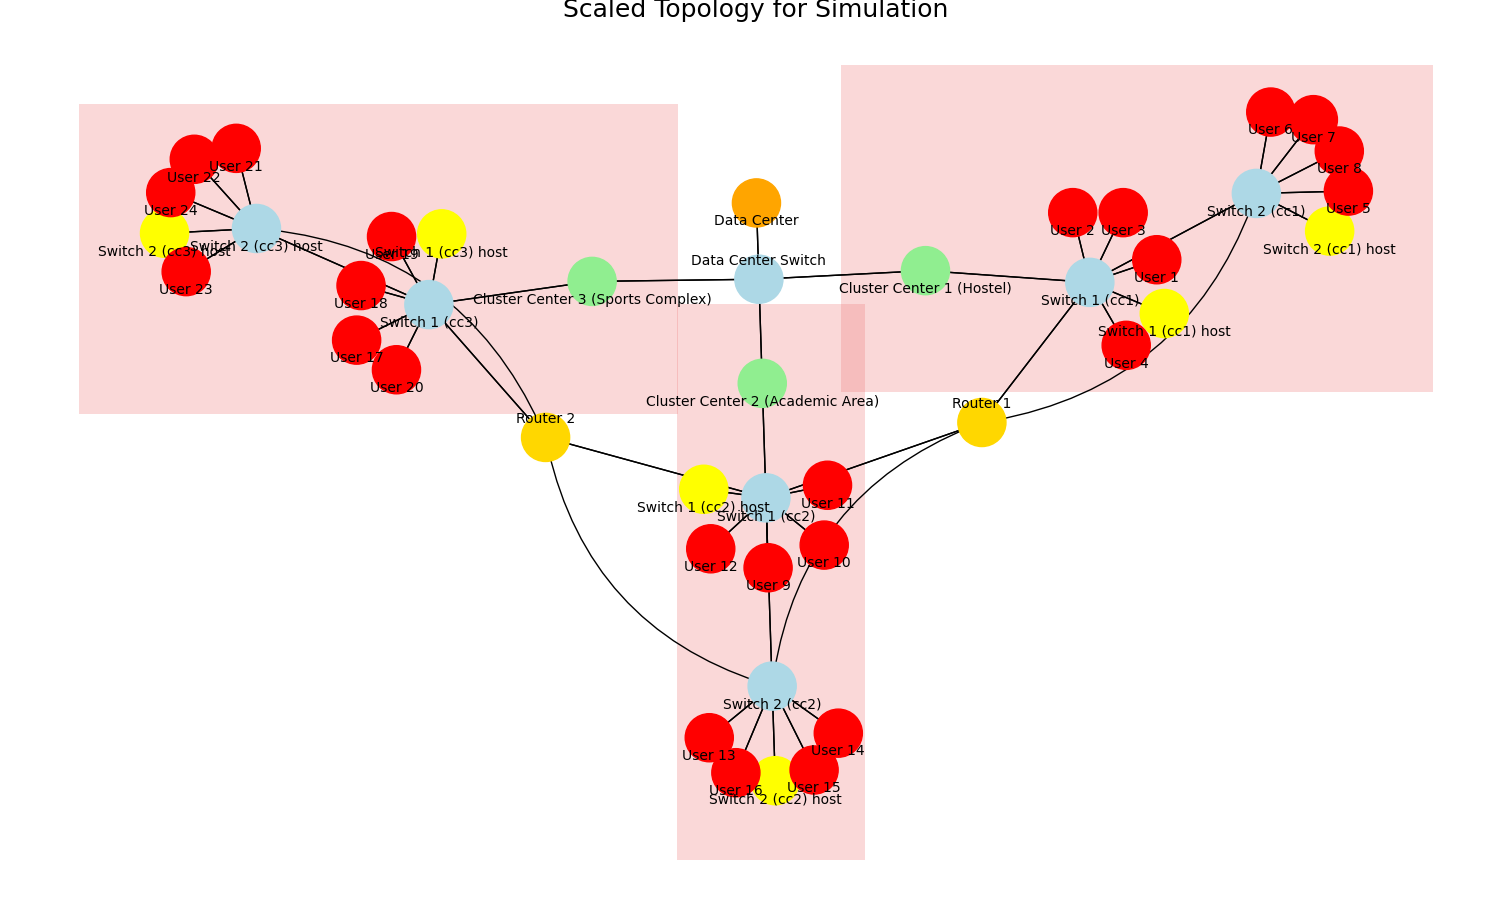 Scaled Topology for Simulation
User 6
User 7
User 21
User 8
User 22
User 5
User 24
Switch 2 (cc1)
Data Center
User 2
User 3
Switch 2 (cc3) host
Switch 2 (cc3) host
User 19
Switch 1 (cc3) host
Switch 2 (cc1) host
Data Center Switch
User 1
User 23
Cluster Center 1 (Hostel)
User 18
Cluster Center 3 (Sports Complex)
Switch 1 (cc1)
Switch 1 (cc3)
Switch 1 (cc1) host
User 17
User 4
User 20
Cluster Center 2 (Academic Area)
Router 1
Router 2
User 11
Switch 1 (cc2) host
Switch 1 (cc2)
User 10
User 12
User 9
Switch 2 (cc2)
User 14
User 13
User 15
User 16
Switch 2 (cc2) host